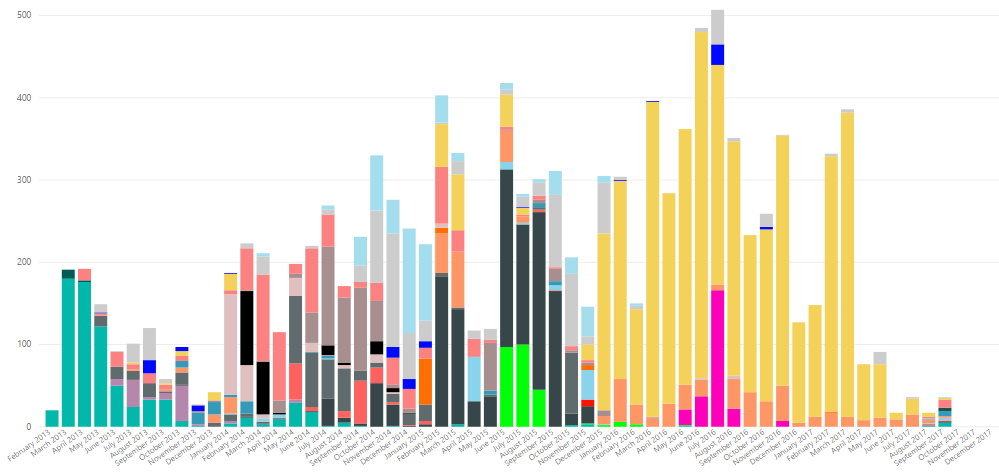 500
400
300
200
100
0
February 2013
March 2013
April 2013
May 2013
June 2013
July 2013
August 2013
September 2013
October 2013
November 2013
December 2013
January 2014
February 2014
March 2014
April 2014
May 2014
June 2014
July 2014
August 2014
September 2014
October 2014
November 2014
December 2014
January 2015
February 2015
March 2015
April 2015
May 2015
June 2015
July 2015
August 2015
September 2015
October 2015
November 2015
December 2015
January 2016
February 2016
March 2016
April 2016
May 2016
June 2016
July 2016
August 2016
September 2016
October 2016
November 2016
December 2016
January 2017
February 2017
March 2017
April 2017
May 2017
June 2017
July 2017
August 2017
September 2017
October 2017
November 2017
December 2017